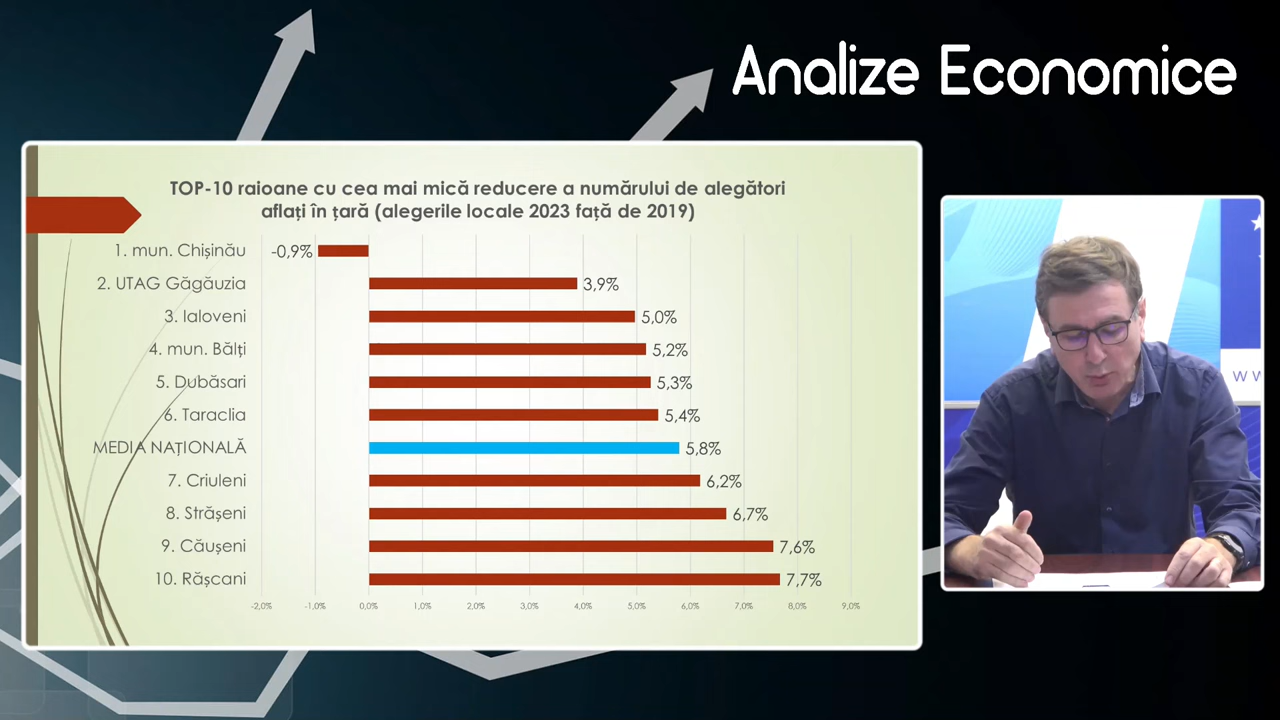 Analize Economice
TOP-10 raioane cu cea mai mică reducere a numărului de alegători
aflați în țară (alegerile locale 2023 față de 2019)
1. mun. Chișinău -0,9%
2. UTAG Găgăuzia 3,9%
3. Ialoveni 5,0%
4. mun. Bălți 5,2%
5. Dubăsari 5,3%
6. Taraclia 5,4%
MEDIA NAȚIONALĂ 5,8%
7. Criuleni 6,2%
8. Strășeni 6,7%
9. Căușeni 7,6%
10. Rășcani 7,7%
-2,0% -1,0% 0,0% 1,0% 2,0% 3,0% 4,0% 5,0% 6,0% 7,0% 8,0% 9,0%